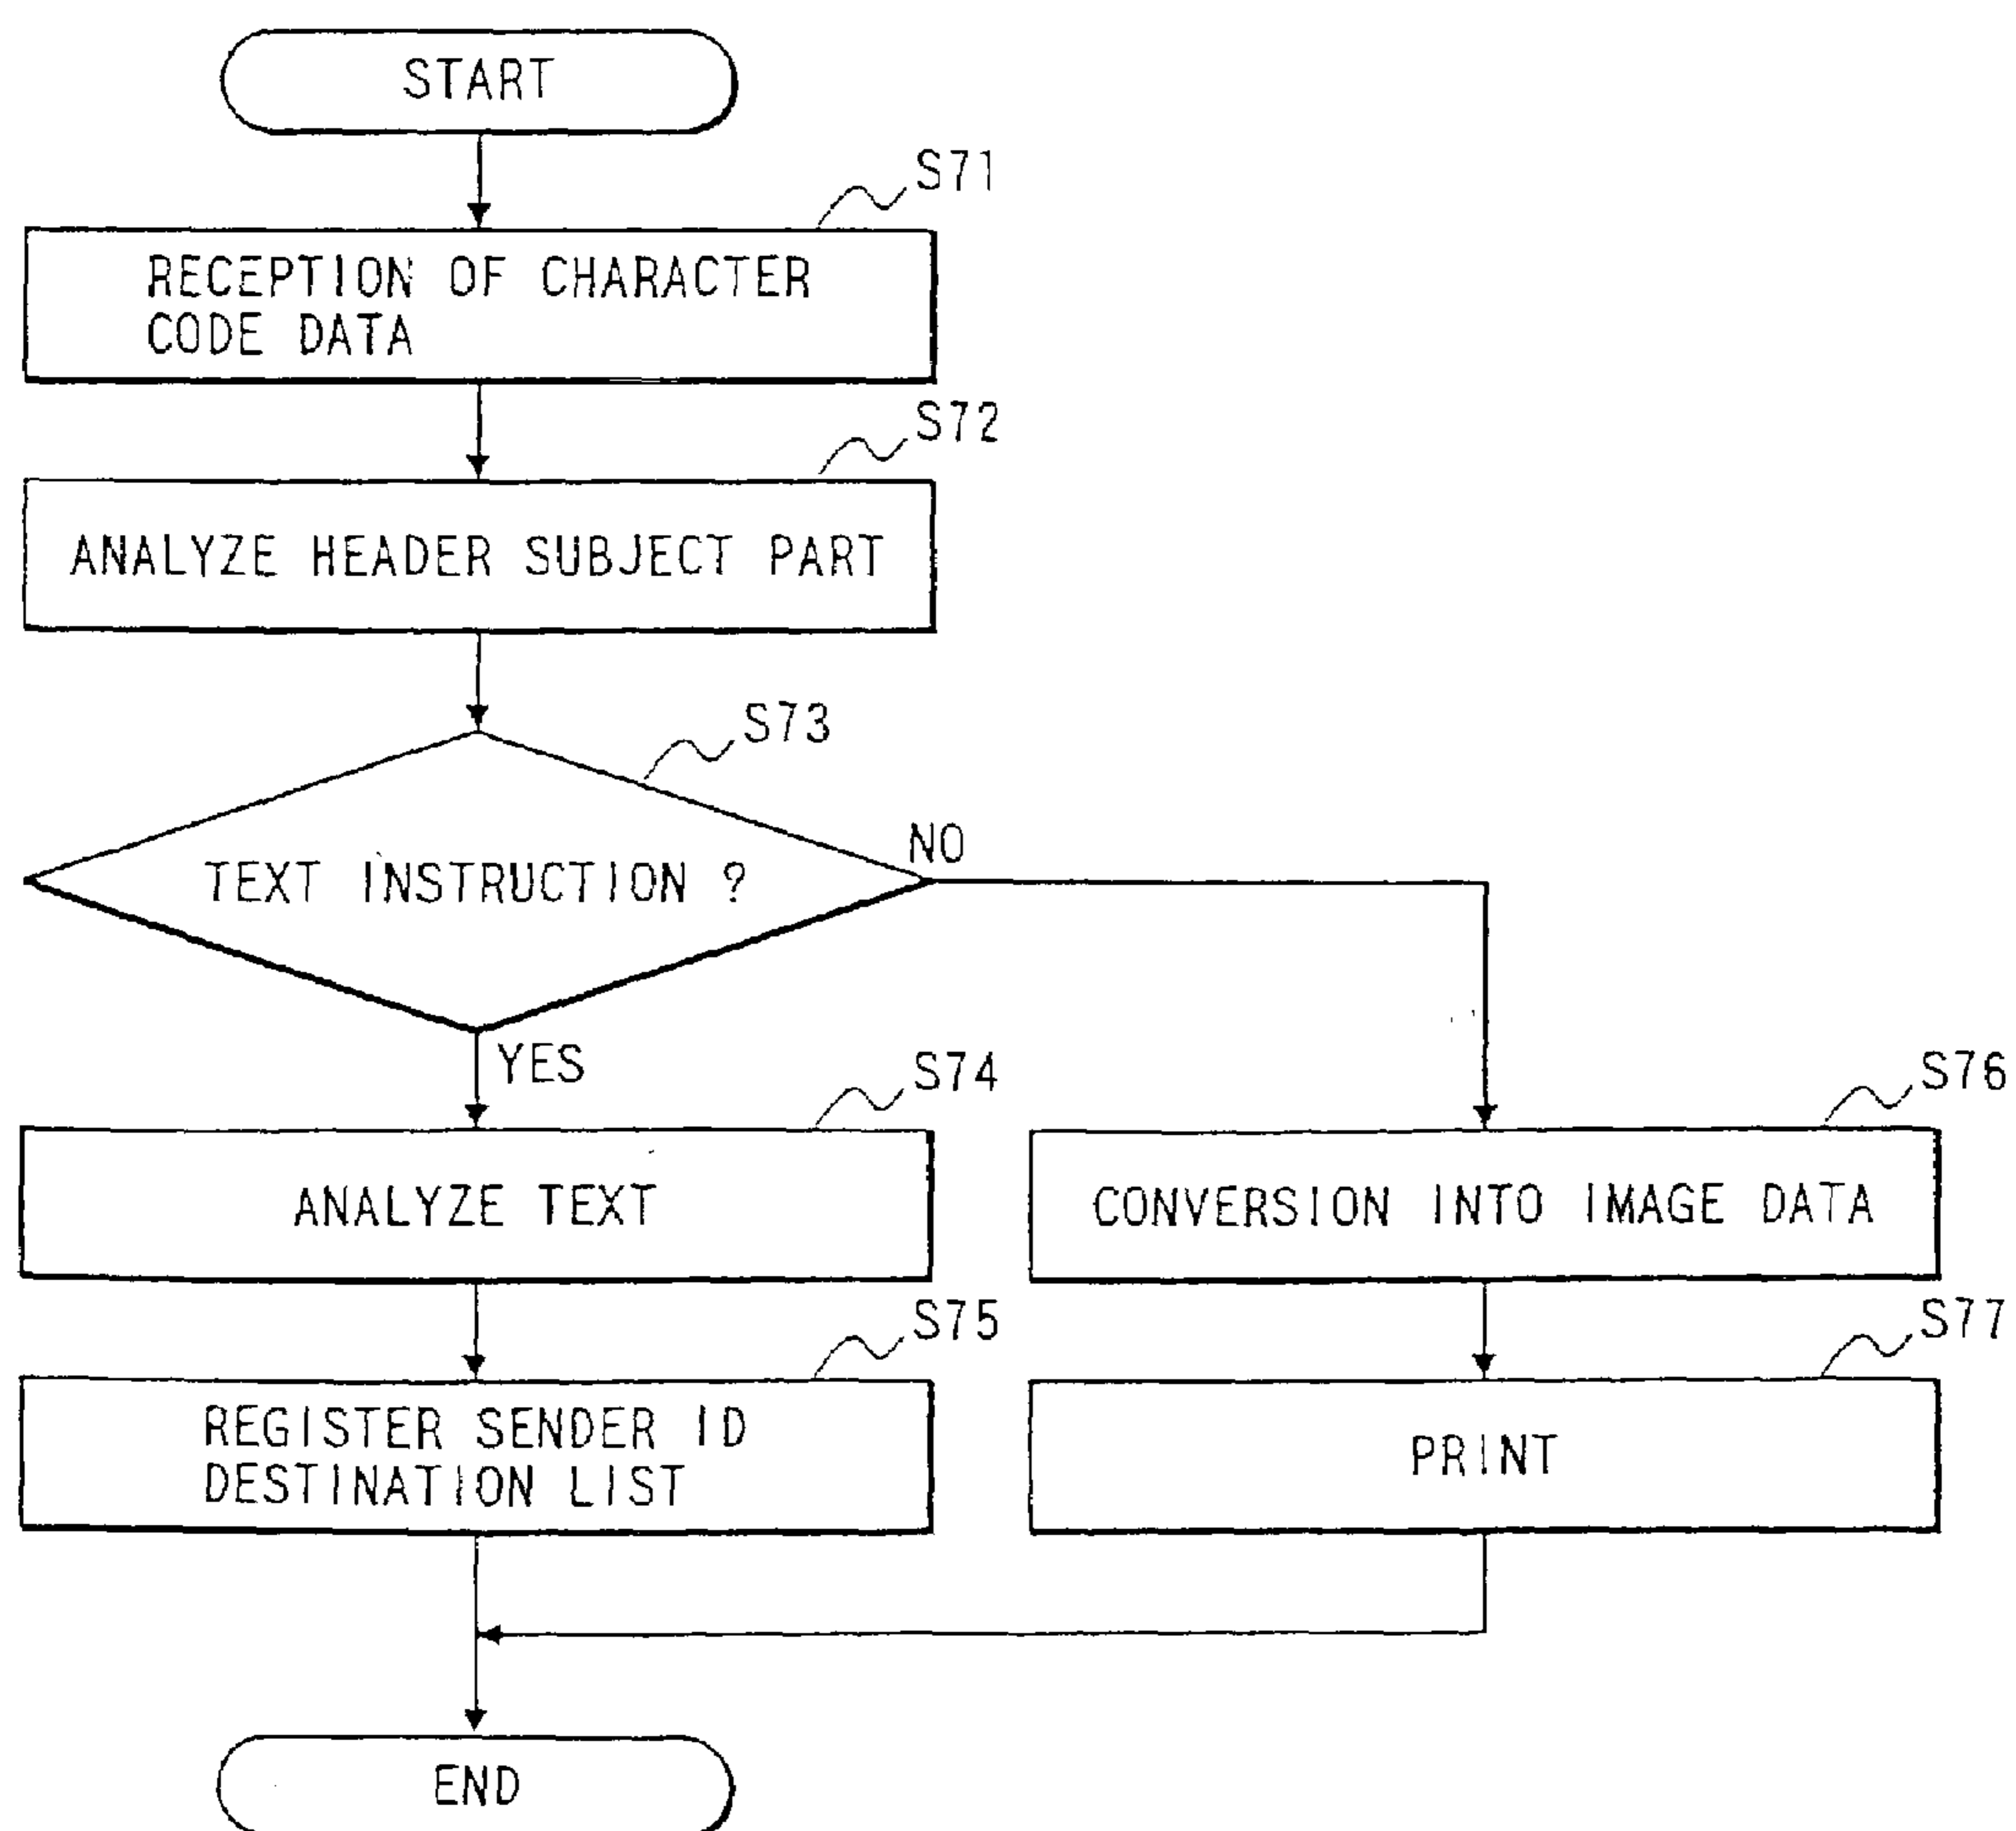 START
S71
RECEPTION OF CHARACTER
CODE DATA
S72
ANALYZE HEADER SUBJECT PART
S73
TEXT INSTRUCTION ?
NO
YES
S74
ANALYZE TEXT
S76
CONVERSION INTO IMAGE DATA
S75
REGISTER SENDER ID
DESTINATION LIST
S77
PRINT
END